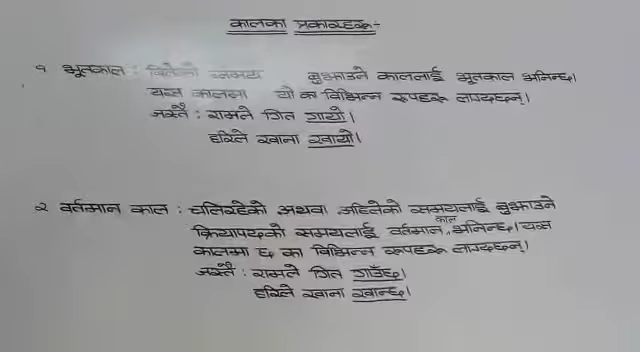 कालका प्रकारहरू:-
१ भूतकाल : बितेको समय बुझाउने काललाई भूतकाल भनिन्छ।
यस कालमा यो का विभिन्न रूपहरू लाग्दछन्।
जस्तै : रामले गित गायो।
हरिले खाना खायो।
२ वर्तमान काल : चलिरहेको अथवा अहिलेको समयलाई बुझाउने
क्रियापदको समयलाई वर्तमान काल भनिन्छ। यस
कालमा छ का विभिन्न रूपहरू लाग्दछन्।
जस्तै : रामले गित गाउँछ।
हरिले खाना खान्छ।